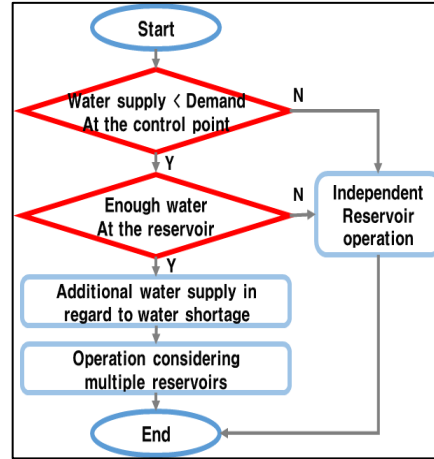 Start
Water supply < Demand
At the control point
N
Y
Enough water
At the reservoir
N
Independent
Reservoir
operation
Y
Additional water supply in
regard to water shortage
Operation considering
multiple reservoirs
End